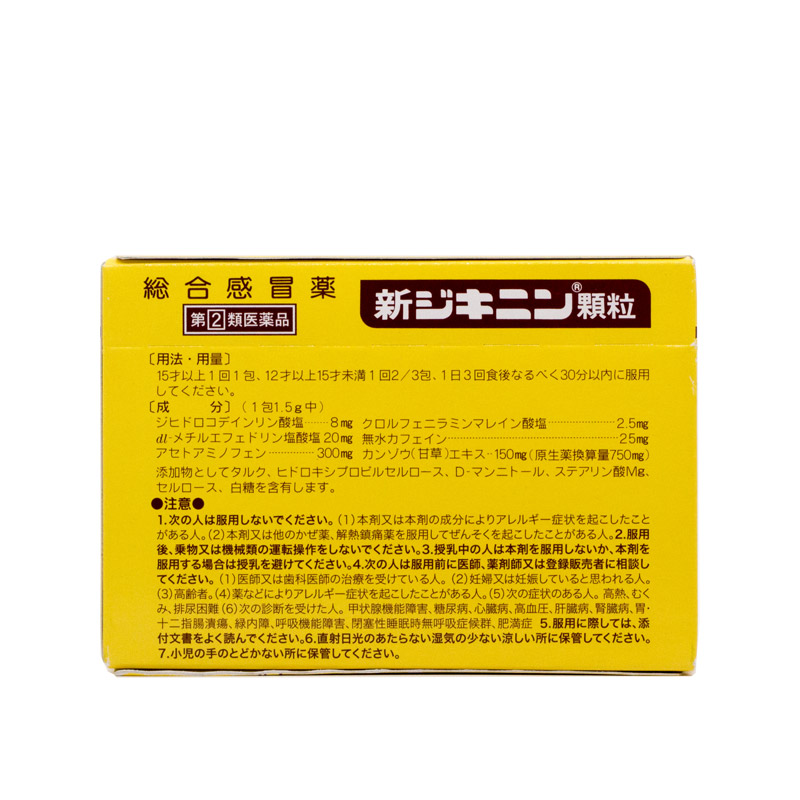 総合感冒薬
第②類医薬品
新ジキニン®顆粒
〔用法・用量〕
15才以上1回1包、12才以上15才未満1回2/3包、1日3回食後なるべく30分以内に服用
してください。
〔成　分〕(1包1.5g中)
ジヒドロコデインリン酸塩……8mg クロルフェニラミンマレイン酸塩……………………2.5mg
dl-メチルエフェドリン塩酸塩 20mg 無水カフェイン……………………………………25mg
アセトアミノフェン……………300mg カンゾウ(甘草)エキス‥150mg(原生薬換算量750mg)
添加物としてタルク、ヒドロキシプロピルセルロース、D-マンニトール、ステアリン酸Mg、
セルロース、白糖を含有します。
●注意●
1.次の人は服用しないでください。(1)本剤又は本剤の成分によりアレルギー症状を起こしたこと
がある人。(2)本剤又は他のかぜ薬、解熱鎮痛薬を服用してぜんそくを起こしたことがある人。2.服用
後、乗物又は機械類の運転操作をしないでください。3.授乳中の人は本剤を服用しないか、本剤を
服用する場合は授乳を避けてください。4.次の人は服用前に医師、薬剤師又は登録販売者に相談し
てください。(1)医師又は歯科医師の治療を受けている人。(2)妊婦又は妊娠していると思われる人。
(3)高齢者。(4)薬などによりアレルギー症状を起こしたことがある人。(5)次の症状のある人。高熱、むく
み、排尿困難(6)次の診断を受けた人。甲状腺機能障害、糖尿病、心臓病、高血圧、肝臓病、腎臓病、胃・
十二指腸潰瘍、緑内障、呼吸機能障害、閉塞性睡眠時無呼吸症候群、肥満症 5.服用に際しては、添
付文書をよく読んでください。6.直射日光のあたらない湿気の少ない涼しい所に保管してください。
7.小児の手のとどかない所に保管してください。